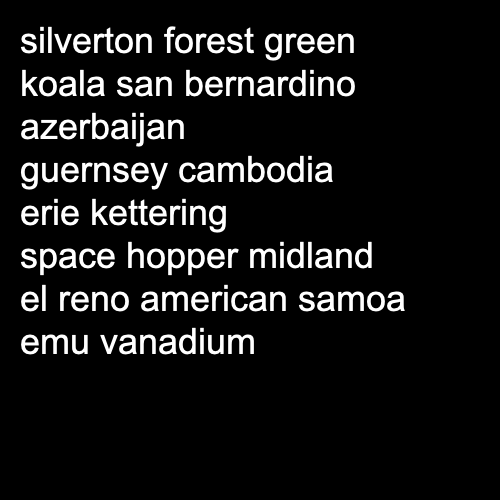 silverton forest green
koala san bernardino
azerbaijan
guernsey cambodia
erie kettering
space hopper midland
el reno american samoa
emu vanadium